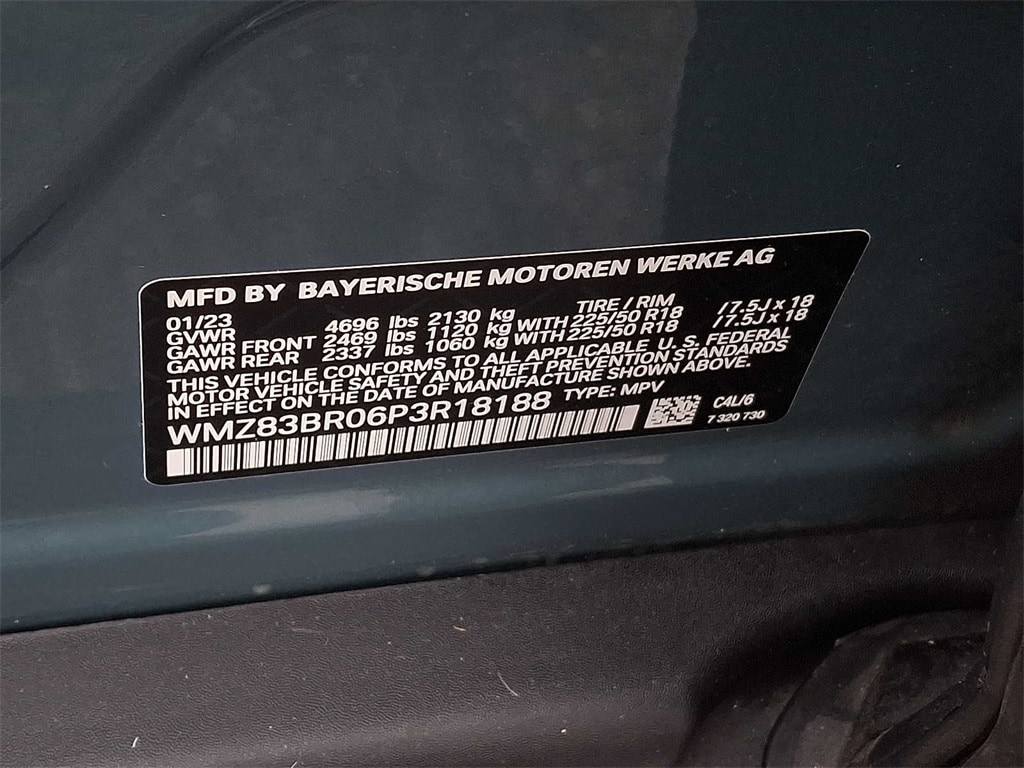 MFD BY BAYERISCHE MOTOREN WERKE AG
01/23 TIRE / RIM
GVWR 4696 lbs 2130 kg
GAWR FRONT 2469 lbs 1120 kg WITH 225/50 R18 / 7.5J x 18
GAWR REAR 2337 lbs 1060 kg WITH 225/50 R18 / 7.5J x 18
THIS VEHICLE CONFORMS TO ALL APPLICABLE U. S. FEDERAL
MOTOR VEHICLE SAFETY AND THEFT PREVENTION STANDARDS
IN EFFECT ON THE DATE OF MANUFACTURE SHOWN ABOVE.
WMZ83BR06P3R18188 TYPE: MPV
C4L/6
7 320 730